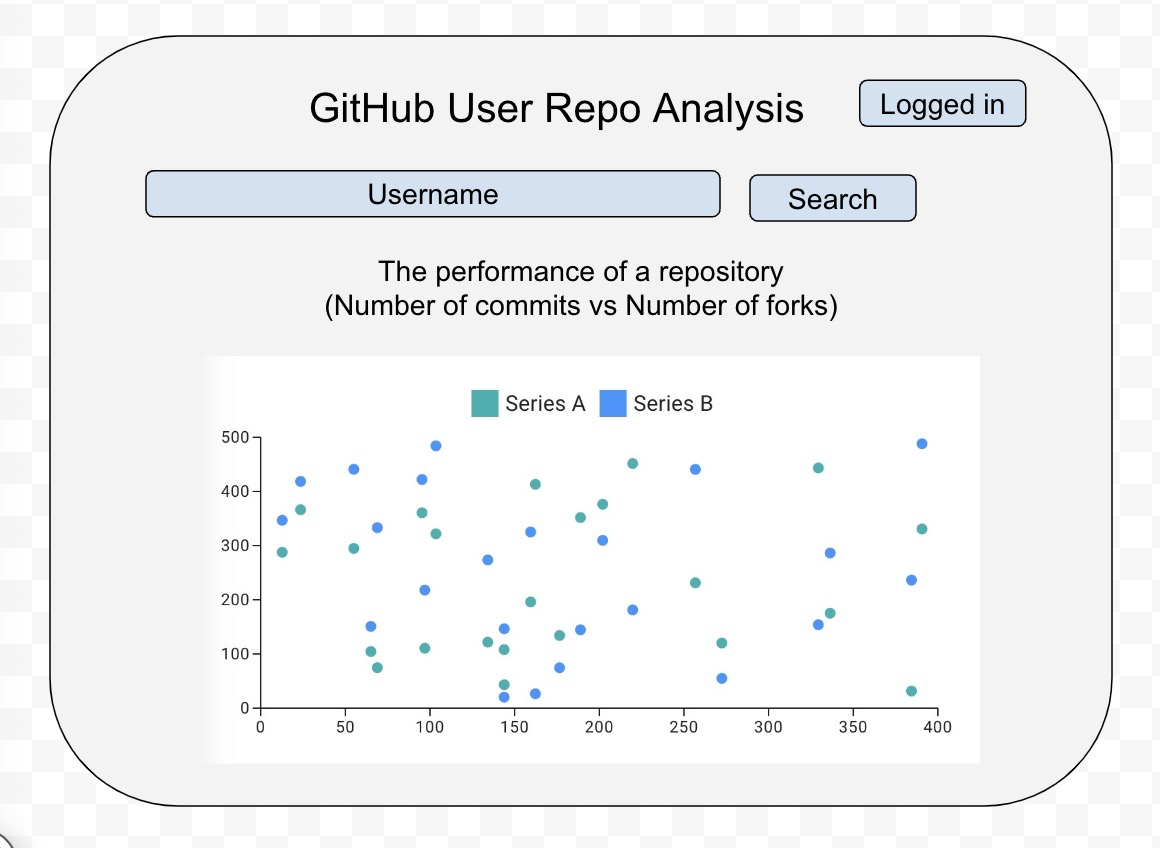 GitHub User Repo Analysis
Logged in
Username
Search
The performance of a repository
(Number of commits vs Number of forks)
Series A Series B
500
400
300
200
100
0
0 50 100 150 200 250 300 350 400